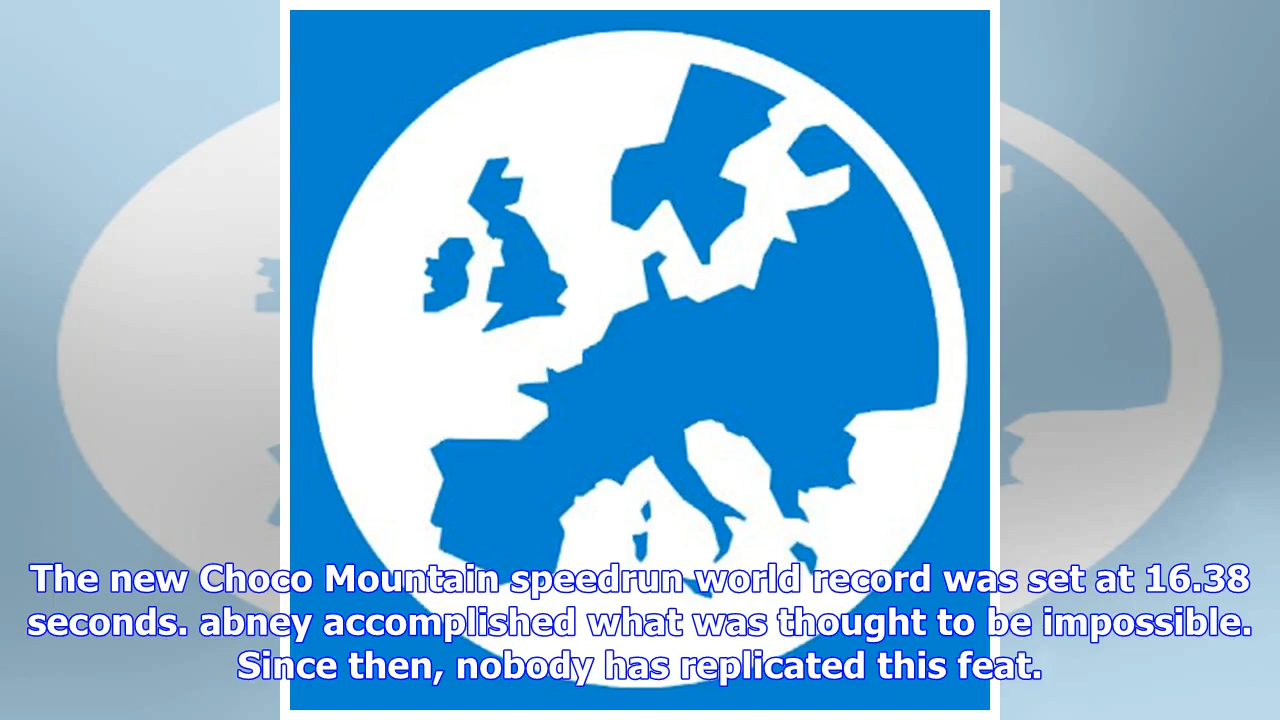 The new Choco Mountain speedrun world record was set at 16.38
seconds. abney accomplished what was thought to be impossible.
Since then, nobody has replicated this feat.